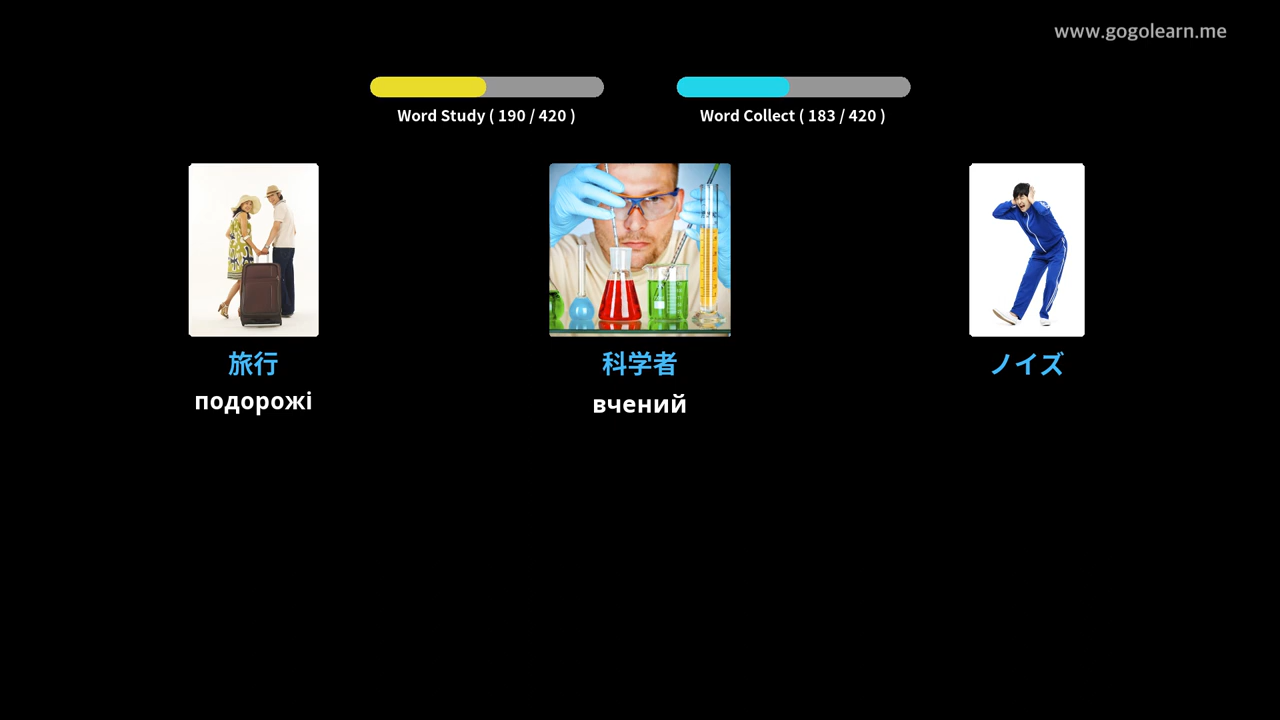 www.gogolearn.me
Word Study ( 190 / 420 )
Word Collect ( 183 / 420 )
旅行
科学者
ノイズ
подорожі
вчений